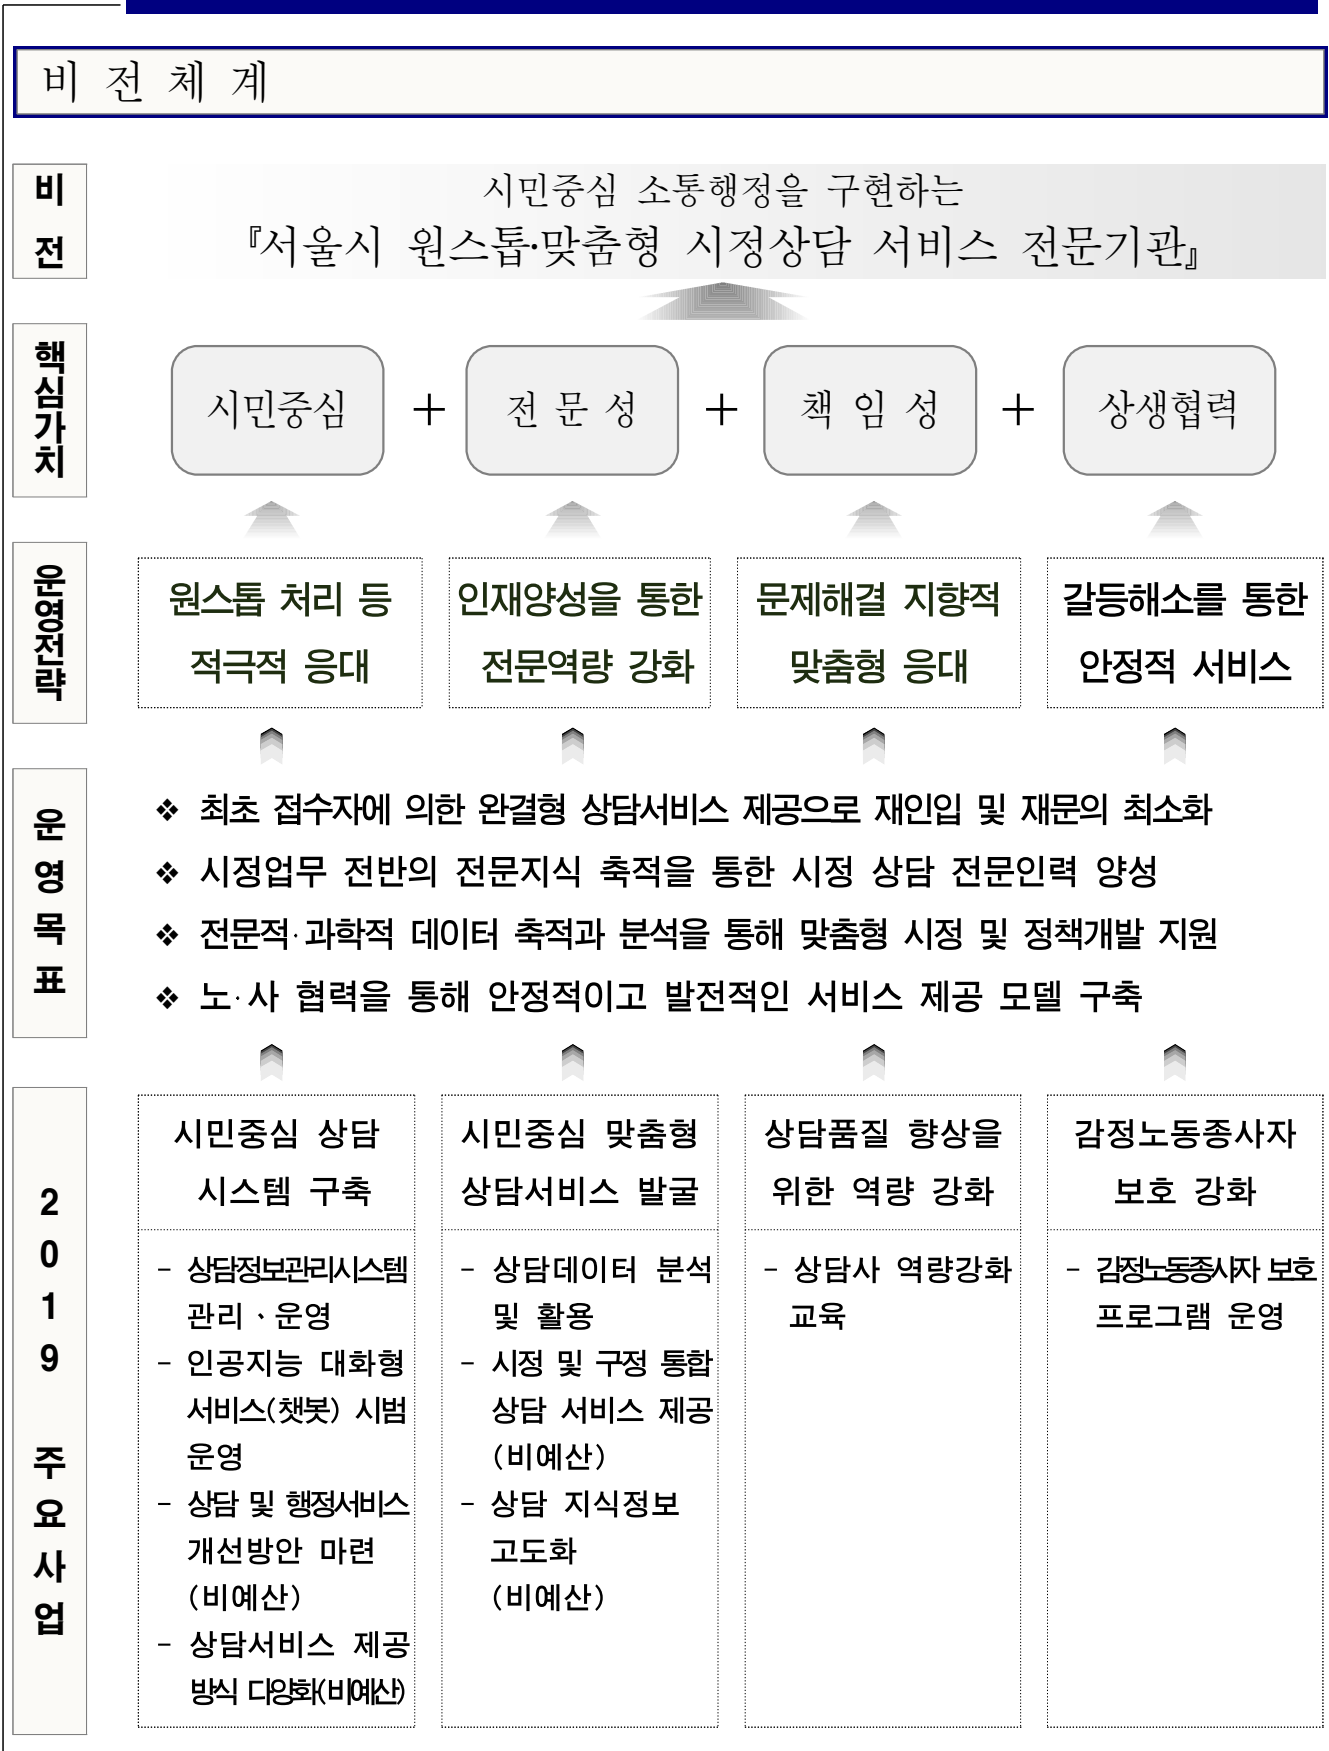 비 전 체 계
비 전
시민중심 소통행정을 구현하는
『서울시 원스톱·맞춤형 시정상담 서비스 전문기관』
핵심가치
시민중심 + 전 문 성 + 책 임 성 + 상생협력
운영전략
원스톱 처리 등
적극적 응대
인재양성을 통한
전문역량 강화
문제해결 지향적
맞춤형 응대
갈등해소를 통한
안정적 서비스
운영목표
❖ 최초 접수자에 의한 완결형 상담서비스 제공으로 재인입 및 재문의 최소화
❖ 시정업무 전반의 전문지식 축적을 통한 시정 상담 전문인력 양성
❖ 전문적·과학적 데이터 축적과 분석을 통해 맞춤형 시정 및 정책개발 지원
❖ 노·사 협력을 통해 안정적이고 발전적인 서비스 제공 모델 구축
2019 주요사업
시민중심 상담
시스템 구축
- 상담정보관리시스템
관리ㆍ운영
- 인공지능 대화형
서비스(챗봇) 시범
운영
- 상담 및 행정서비스
개선방안 마련
(비예산)
- 상담서비스 제공
방식 다양화(비예산)
시민중심 맞춤형
상담서비스 발굴
- 상담데이터 분석
및 활용
- 시정 및 구정 통합
상담 서비스 제공
(비예산)
- 상담 지식정보
고도화
(비예산)
상담품질 향상을
위한 역량 강화
- 상담사 역량강화
교육
감정노동종사자
보호 강화
- 감정노동종사자 보호
프로그램 운영